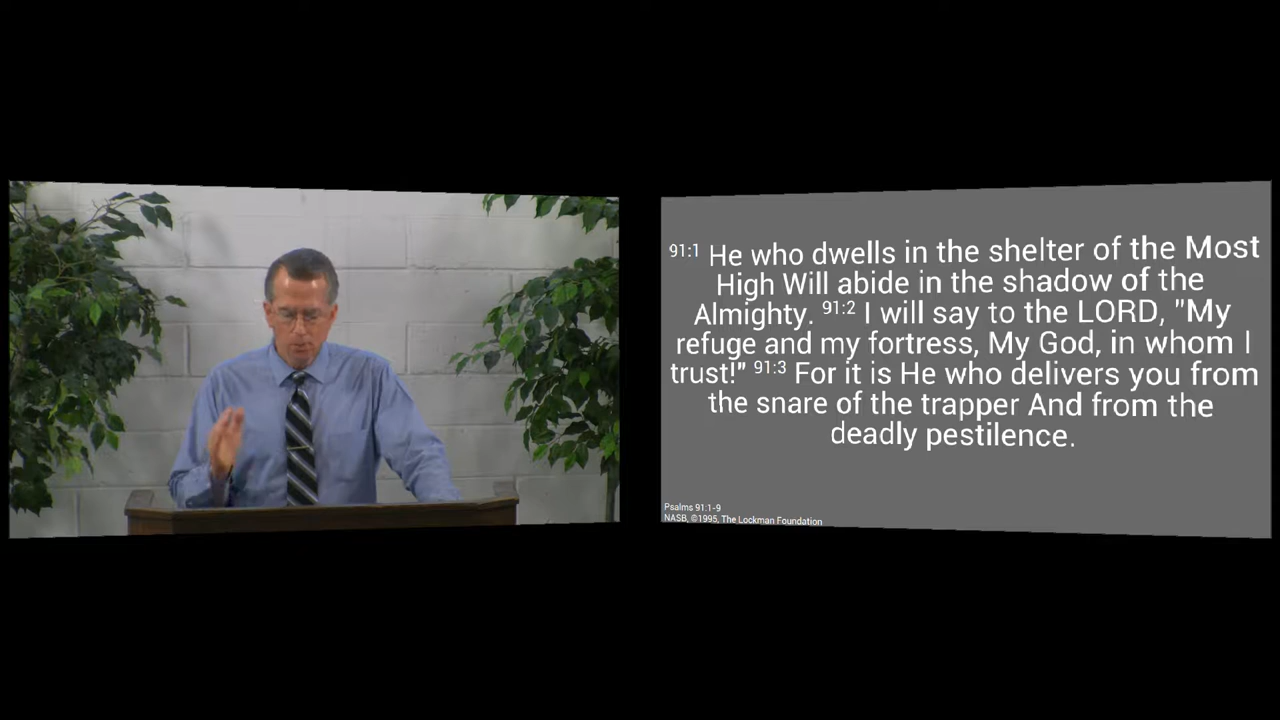 91:1 He who dwells in the shelter of the Most
High Will abide in the shadow of the
Almighty. 91:2 I will say to the LORD, "My
refuge and my fortress, My God, in whom I
trust!" 91:3 For it is He who delivers you from
the snare of the trapper And from the
deadly pestilence.
Psalms 91:1-9
NASB, ©1995, The Lockman Foundation